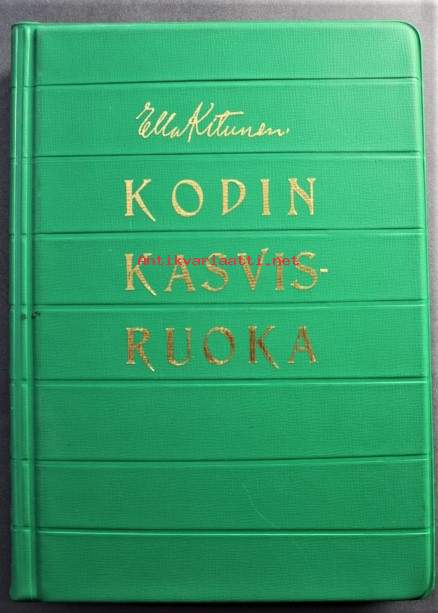 Ella Kitunen.
KODIN
Antikvariaatti.net
KASVIS-
RUOKA